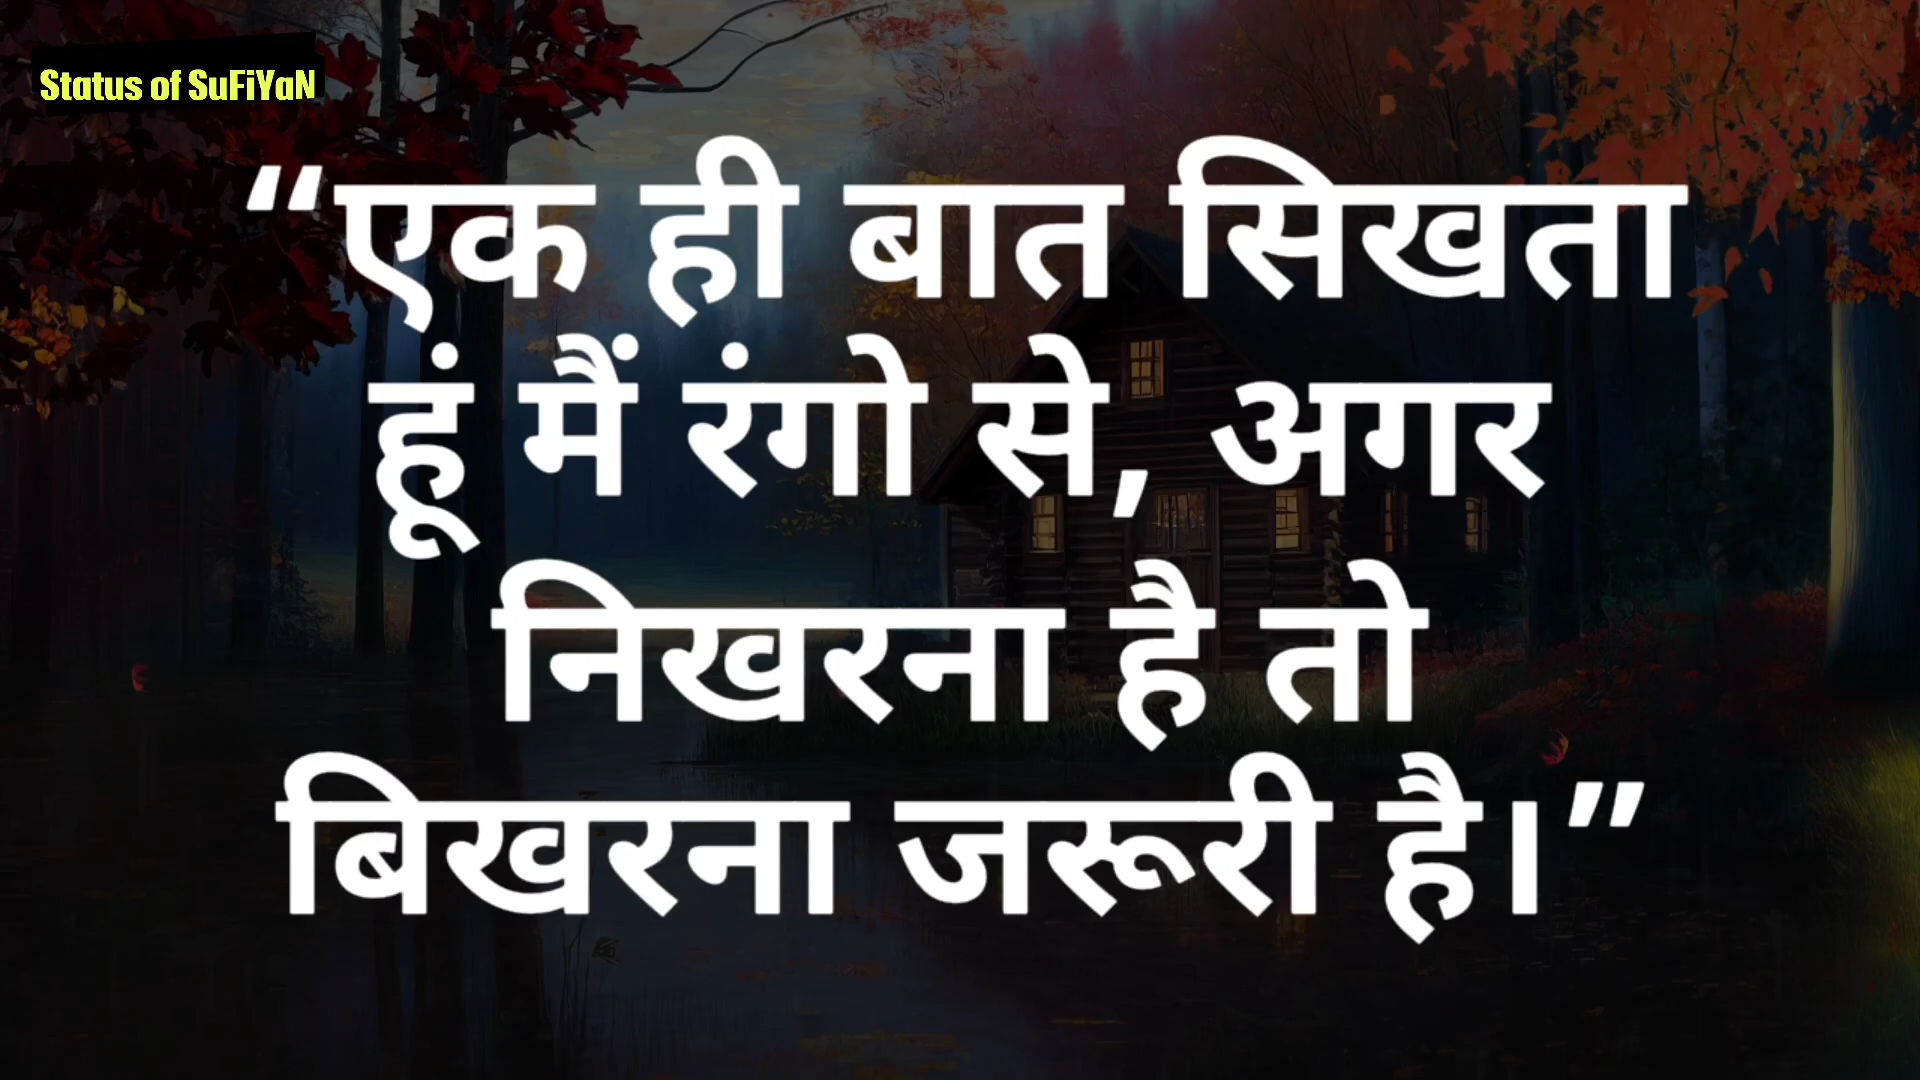 Status of SuFiYaN
“एक ही बात सिखता
हूं मैं रंगो से, अगर
निखरना है तो
बिखरना जरूरी है।”